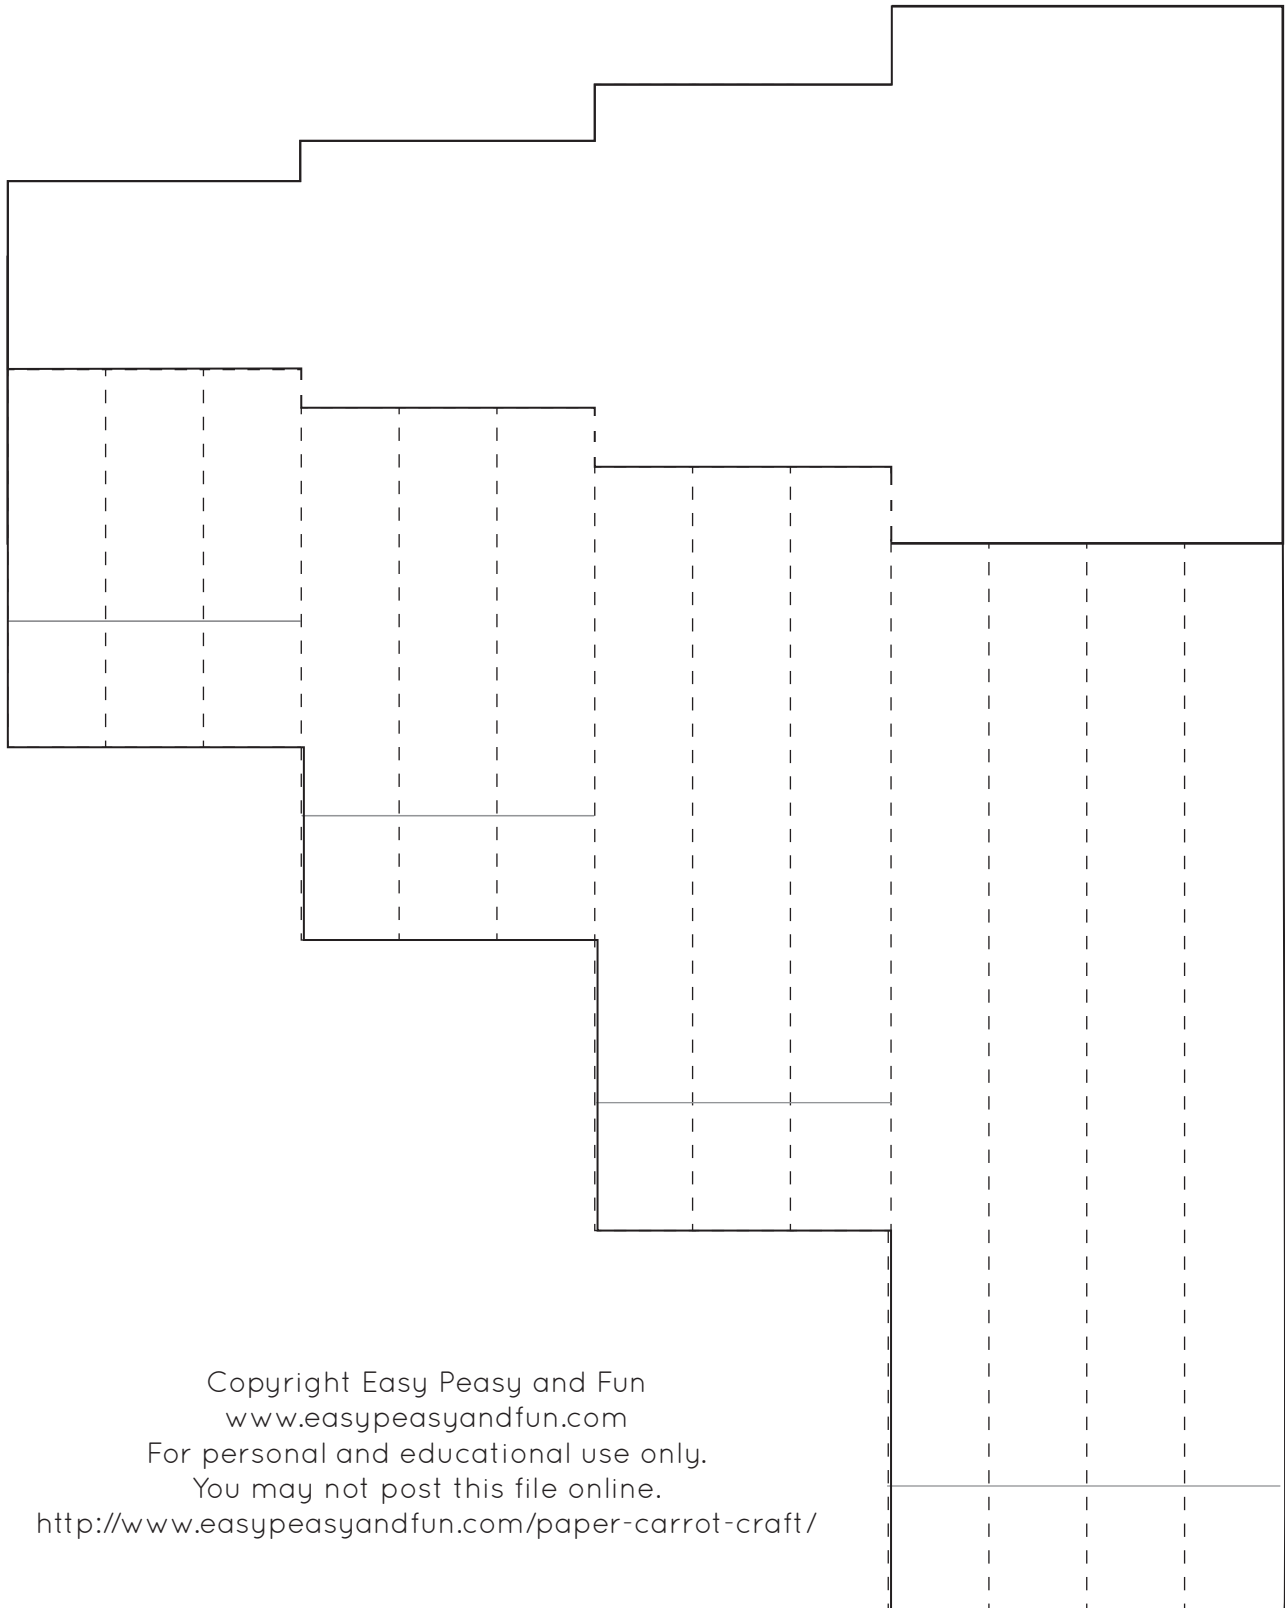 Copyright Easy Peasy and Fun
www.easypeasyandfun.com
For personal and educational use only.
You may not post this file online.
http://www.easypeasyandfun.com/paper-carrot-craft/